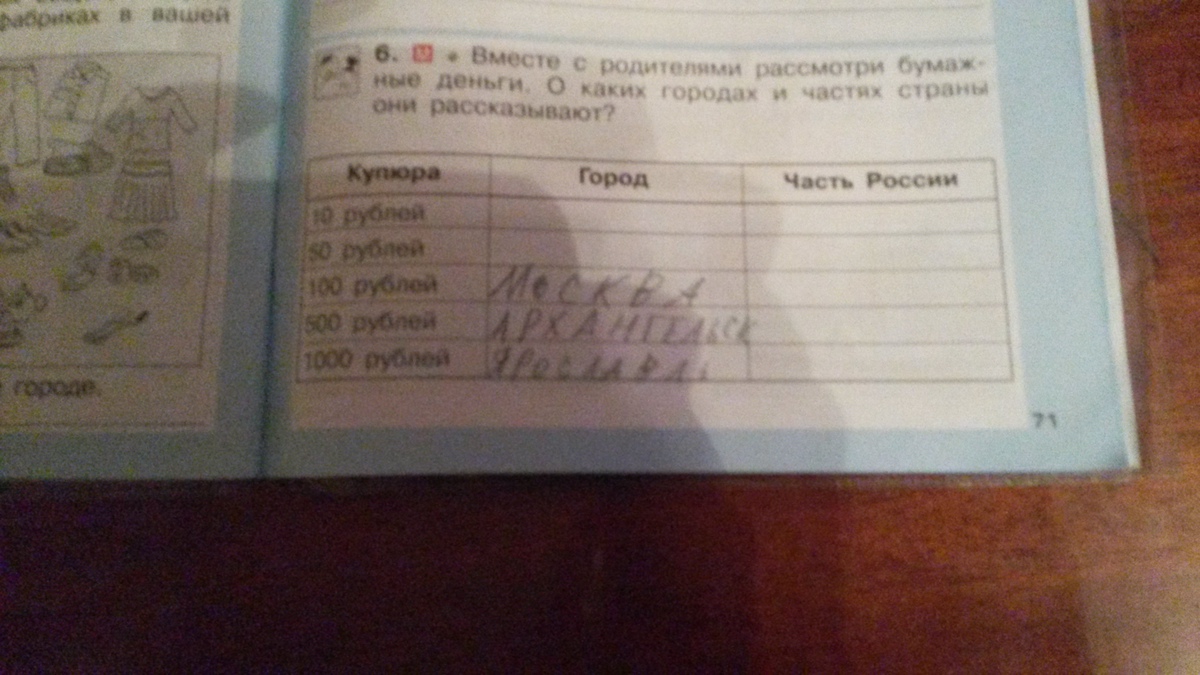 фабриках в вашей
городе.
6. М • Вместе с родителями рассмотри бумаж-
ные деньги. О каких городах и частях страны
они рассказывают?
Купюра Город Часть России
10 рублей
50 рублей
100 рублей МОСКВА
500 рублей АРХАНГЕЛЬСК
1000 рублей ЯРОСЛАВЛЬ
71